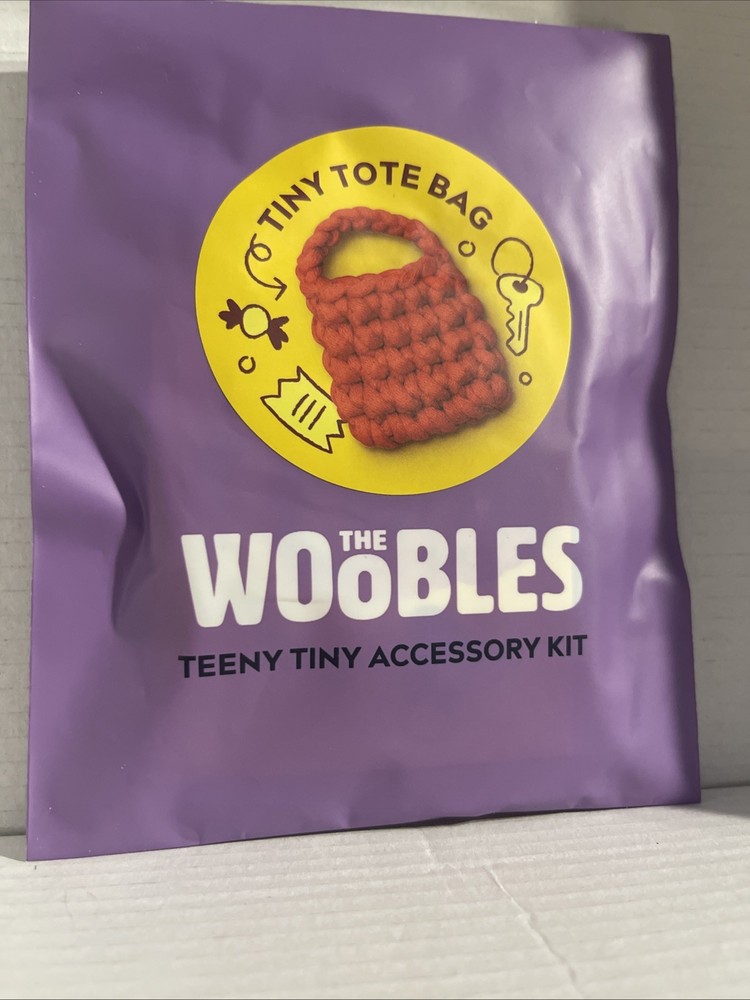 TINY TOTE BAG
THE
WOOBLES
TEENY TINY ACCESSORY KIT